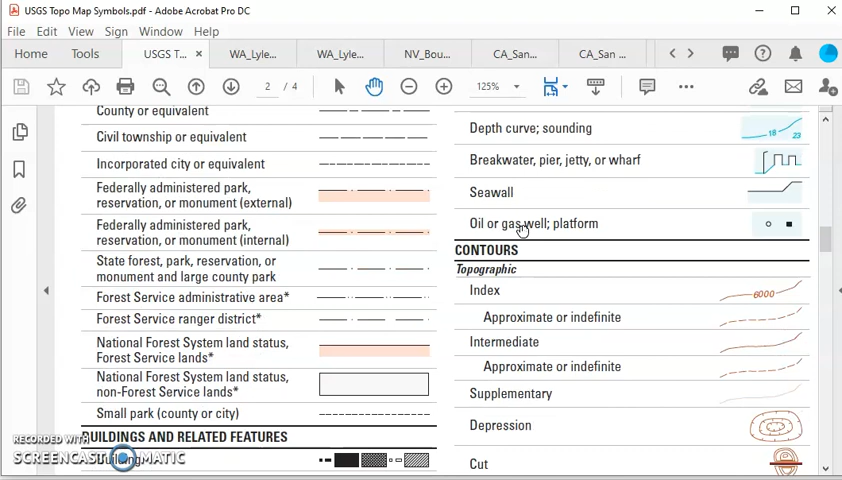 USGS Topo Map Symbols.pdf - Adobe Acrobat Pro DC
File Edit View Sign Window Help
Home Tools USGS T... × WA_Lyle... WA_Lyle... NV_Bou... CA_San... CA_San ...
2 / 4 125%
County or equivalent
Civil township or equivalent
Incorporated city or equivalent
Federally administered park,
reservation, or monument (external)
Federally administered park,
reservation, or monument (internal)
State forest, park, reservation, or
monument and large county park
Forest Service administrative area*
Forest Service ranger district*
National Forest System land status,
Forest Service lands*
National Forest System land status,
non-Forest Service lands*
Small park (county or city)
BUILDINGS AND RELATED FEATURES
Building
Depth curve; sounding 18 23
Breakwater, pier, jetty, or wharf
Seawall
Oil or gas well; platform
CONTOURS
Topographic
Index 6000
Approximate or indefinite
Intermediate
Approximate or indefinite
Supplementary
Depression
Cut
RECORDED WITH
SCREENCAST MATIC